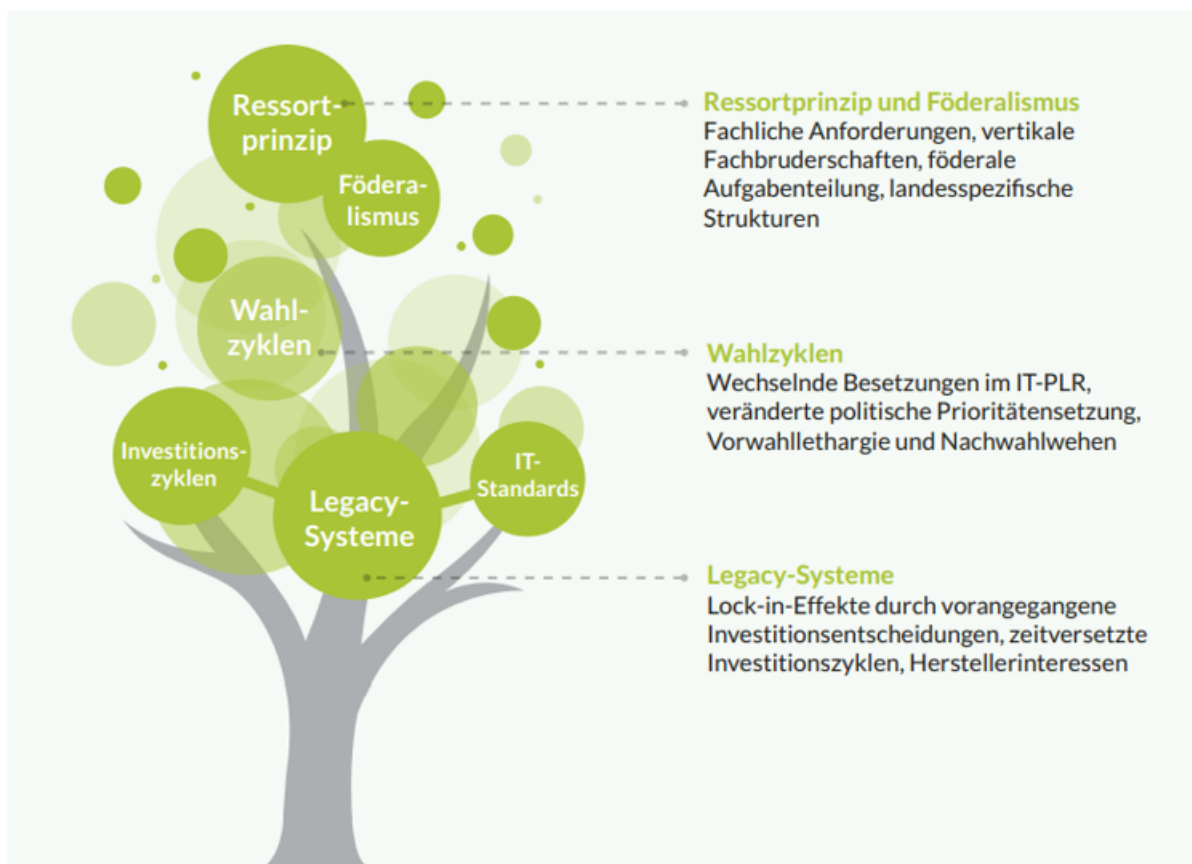 Ressort-
prinzip
Födera-
lismus
Wahl-
zyklen
Investitions-
zyklen
Legacy-
Systeme
IT-
Standards
Ressortprinzip und Föderalismus
Fachliche Anforderungen, vertikale
Fachbruderschaften, föderale
Aufgabenteilung, landesspezifische
Strukturen
Wahlzyklen
Wechselnde Besetzungen im IT-PLR,
veränderte politische Prioritätensetzung,
Vorwahllethargie und Nachwahlwehen
Legacy-Systeme
Lock-in-Effekte durch vorangegangene
Investitionsentscheidungen, zeitversetzte
Investitionszyklen, Herstellerinteressen